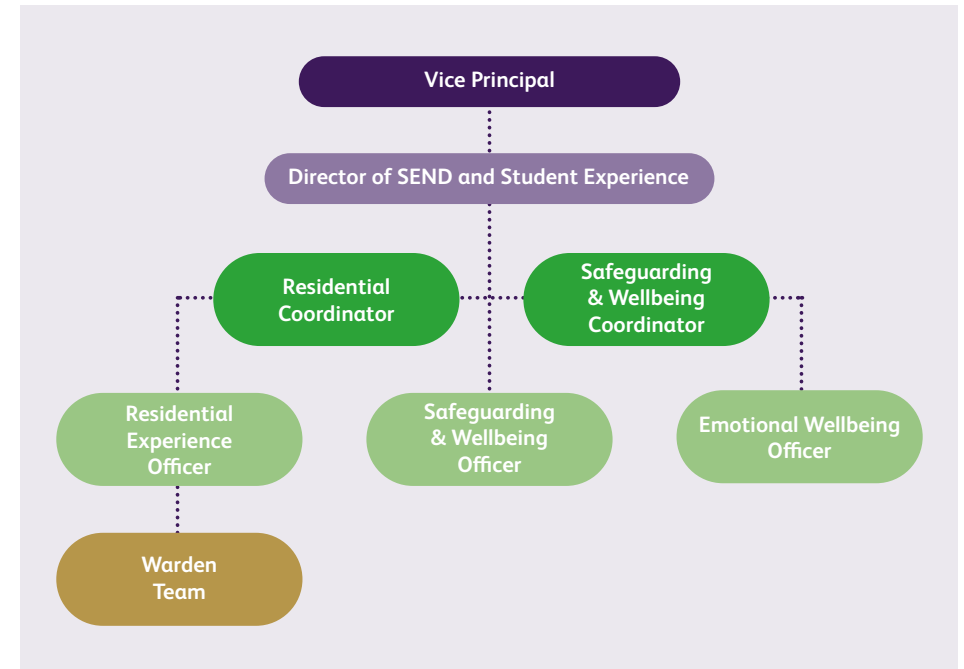 Vice Principal
Director of SEND and Student Experience
Residential
Coordinator
Safeguarding
& Wellbeing
Coordinator
Residential
Experience
Officer
Safeguarding
& Wellbeing
Officer
Emotional Wellbeing
Officer
Warden
Team